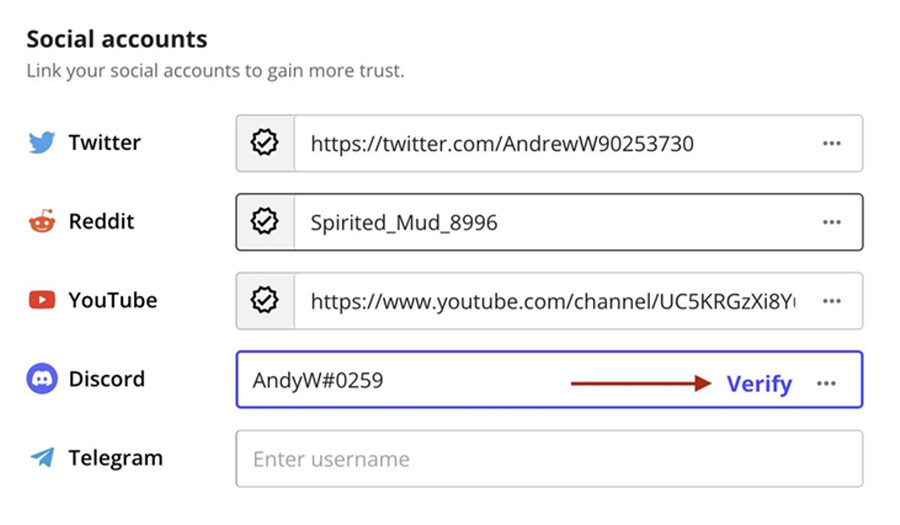 Social accounts
Link your social accounts to gain more trust.
Twitter https://twitter.com/AndrewW90253730
Reddit Spirited_Mud_8996
YouTube https://www.youtube.com/channel/UC5KRGzXi8Y
Discord AndyW#0259 Verify
Telegram Enter username